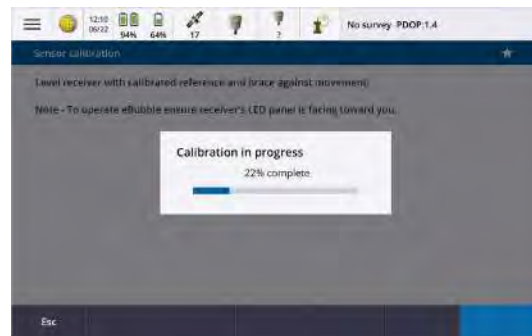 12:10
06/22
94%
64%
17
?
No survey PDOP:1.4
Sensor calibration
Level receiver with calibrated reference and brace against movement.
Note - To operate eBubble ensure receiver's LED panel is facing toward you.
Calibration in progress
22% complete
Esc